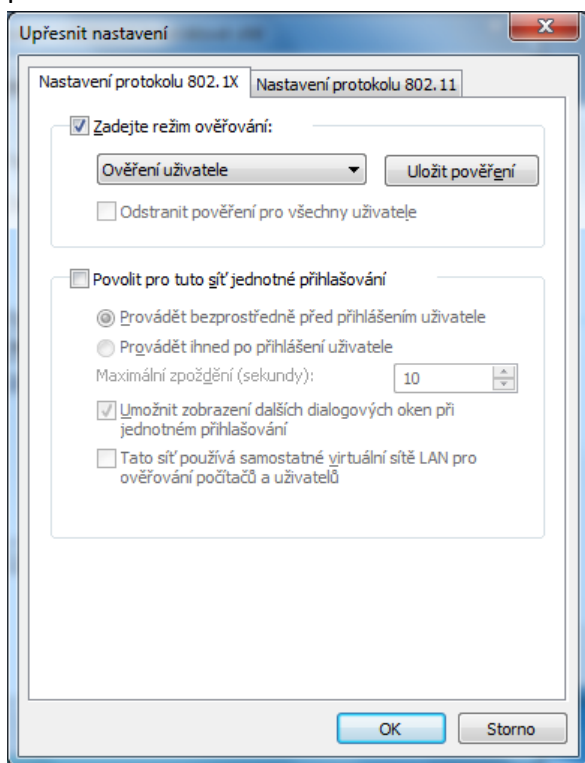 Upřesnit nastavení
Nastavení protokolu 802.1X
Nastavení protokolu 802.11
Zadejte režim ověřování:
Ověření uživatele
Uložit pověření
Odstranit pověření pro všechny uživatele
Povolit pro tuto síť jednotné přihlašování
Provádět bezprostředně před přihlášením uživatele
Provádět ihned po přihlášení uživatele
Maximální zpoždění (sekundy):
10
Umožnit zobrazení dalších dialogových oken při
jednotném přihlašování
Tato síť používá samostatné virtuální sítě LAN pro
ověřování počítačů a uživatelů
OK
Storno